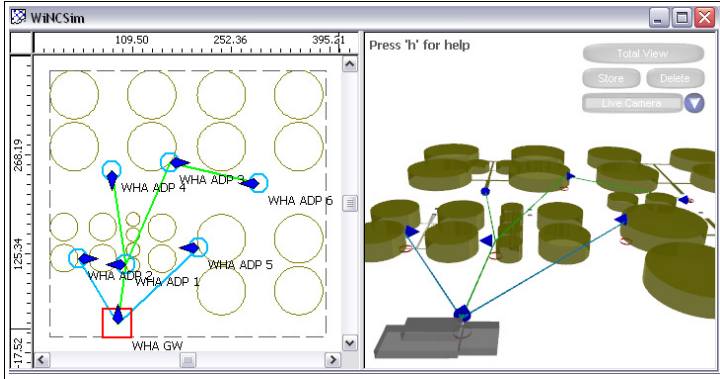 WiNCSim
109.50 252.36 395.21
268.19
125.34
-17.52
WHA ADP 4
WHA ADP 3
WHA ADP 6
WHA ADP 5
WHA ADP 2
WHA ADP 1
WHA GW
Press 'h' for help
Total View
Store Delete
Live Camera